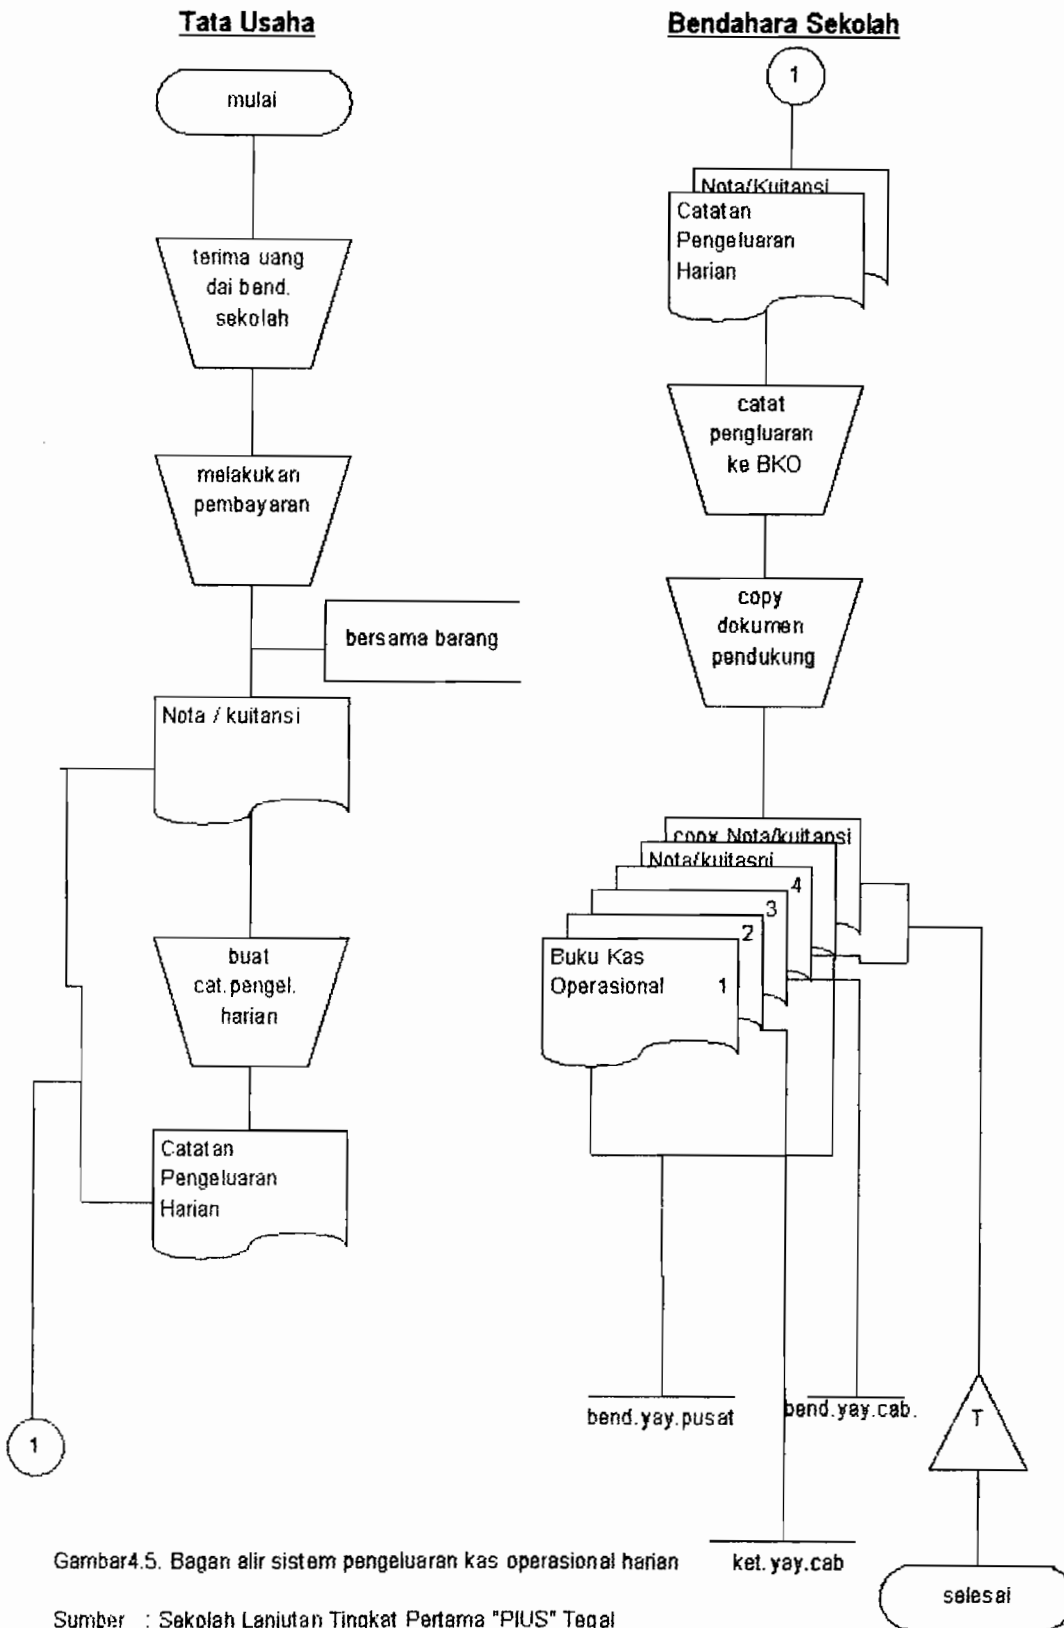 Tata Usaha
mulai
terima uang
dai bend.
sekolah
melakukan
pembayaran
bersama barang
Nota / kuitansi
buat
cat.pengel.
harian
Catatan
Pengeluaran
Harian
1
Bendahara Sekolah
1
Nota/Kuitansi
Catatan
Pengeluaran
Harian
catat
pengluaran
ke BKO
copy
dokumen
pendukung
copy Nota/kuitansi
Nota/kuitasni
4
3
2
Buku Kas
Operasional 1
bend.yay.pusat
bend.yay.cab.
T
ket.yay.cab
selesai
Gambar4.5. Bagan alir sistem pengeluaran kas operasional harian
Sumber : Sekolah Lanjutan Tingkat Pertama "PIUS" Tegal